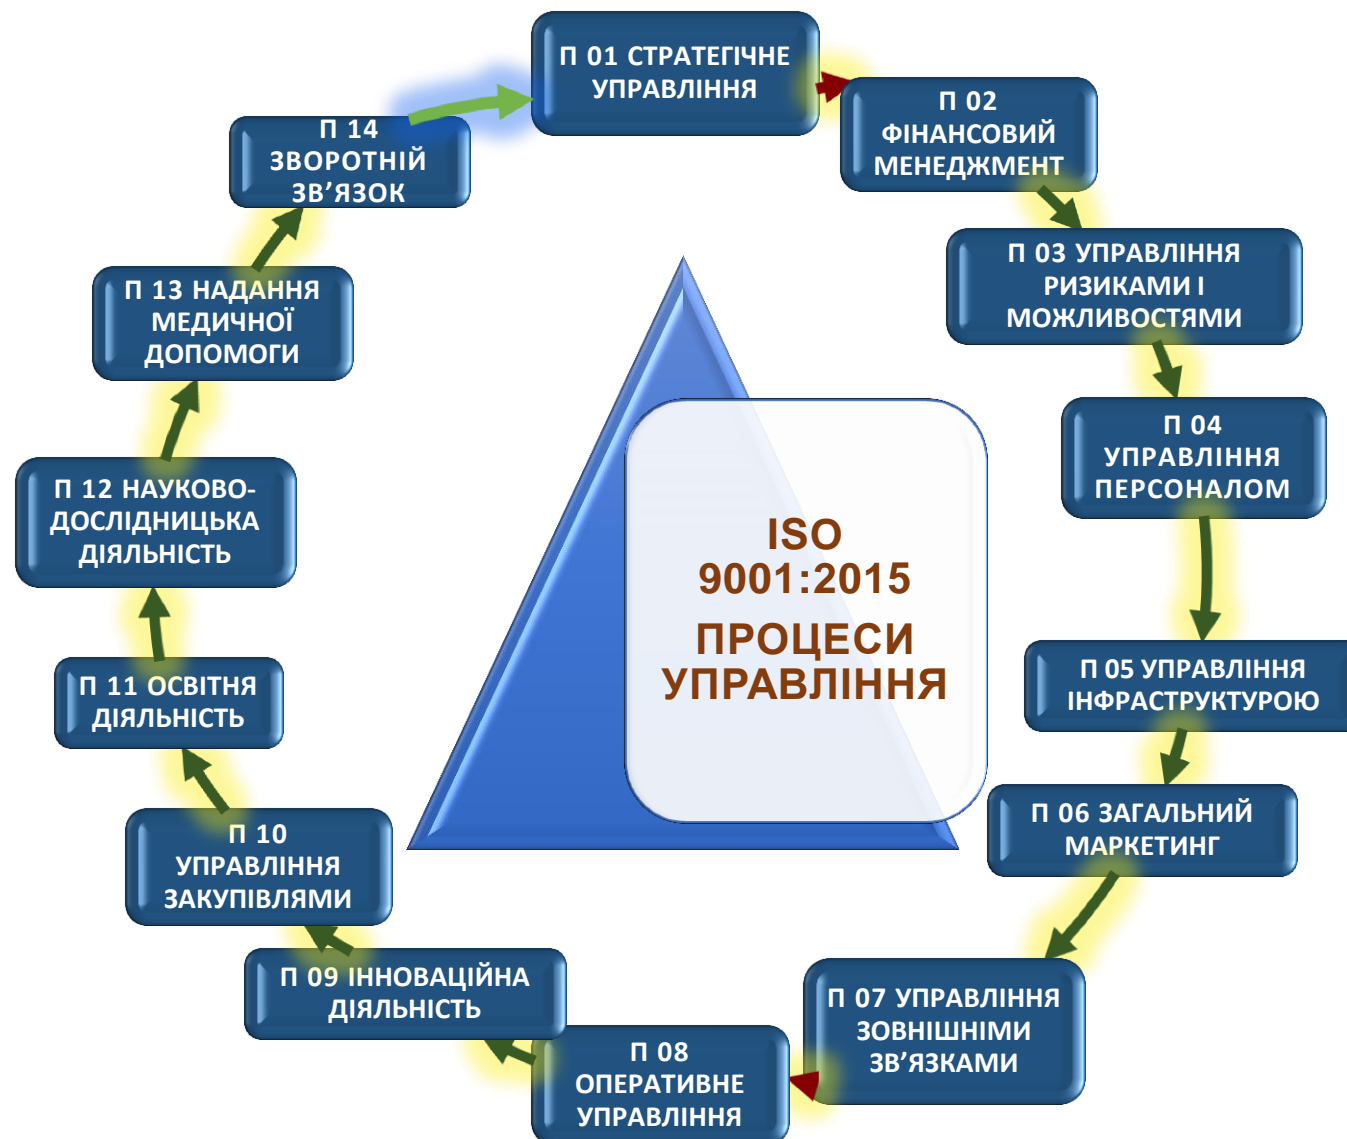 П 01 СТРАТЕГІЧНЕ
УПРАВЛІННЯ
П 02
ФІНАНСОВИЙ
МЕНЕДЖМЕНТ
П 03 УПРАВЛІННЯ
РИЗИКАМИ І
МОЖЛИВОСТЯМИ
П 04
УПРАВЛІННЯ
ПЕРСОНАЛОМ
П 05 УПРАВЛІННЯ
ІНФРАСТРУКТУРОЮ
П 06 ЗАГАЛЬНИЙ
МАРКЕТИНГ
П 07 УПРАВЛІННЯ
ЗОВНІШНІМИ
ЗВ’ЯЗКАМИ
П 08
ОПЕРАТИВНЕ
УПРАВЛІННЯ
П 09 ІННОВАЦІЙНА
ДІЯЛЬНІСТЬ
П 10
УПРАВЛІННЯ
ЗАКУПІВЛЯМИ
П 11 ОСВІТНЯ
ДІЯЛЬНІСТЬ
П 12 НАУКОВО-
ДОСЛІДНИЦЬКА
ДІЯЛЬНІСТЬ
П 13 НАДАННЯ
МЕДИЧНОЇ
ДОПОМОГИ
П 14
ЗВОРОТНІЙ
ЗВ’ЯЗОК
ISO
9001:2015
ПРОЦЕСИ
УПРАВЛІННЯ